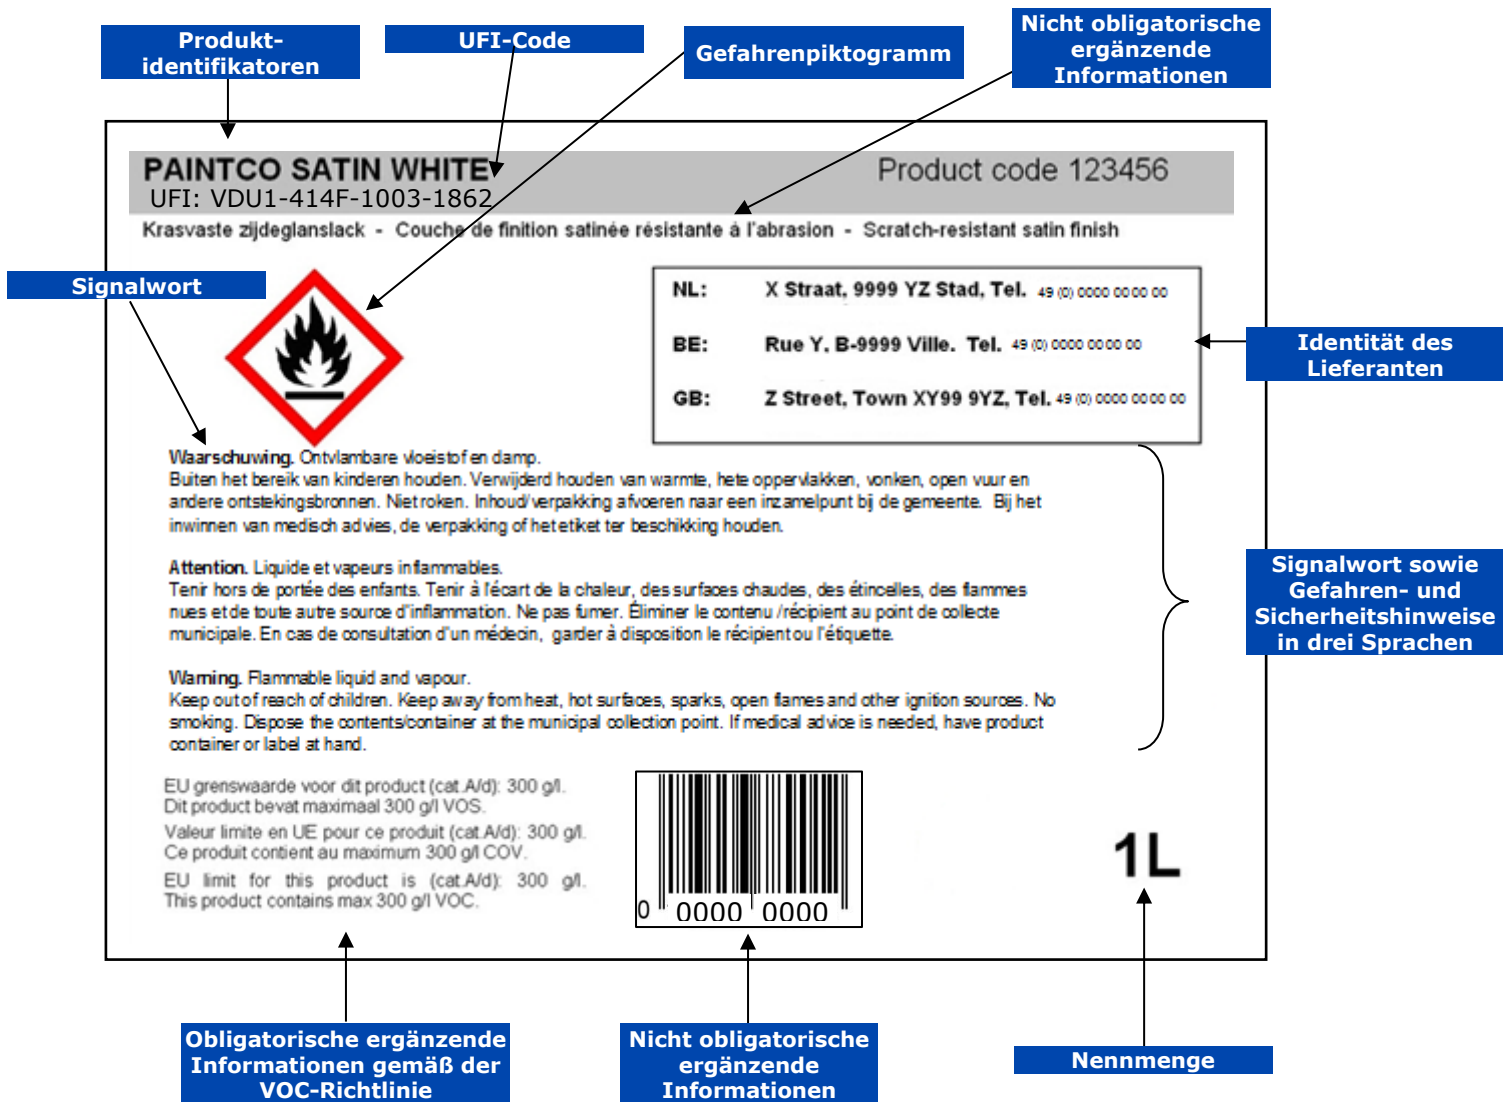 Produkt-
identifikatoren
UFI-Code
Gefahrenpiktogramm
Nicht obligatorische
ergänzende
Informationen
PAINTCO SATIN WHITE
Product code 123456
UFI: VDU1-414F-1003-1862
Krasvaste zijdeglanslack - Couche de finition satinée résistante à l'abrasion - Scratch-resistant satin finish
Signalwort
NL: X Straat, 9999 YZ Stad, Tel. 49 (0) 0000 00 00 00
BE: Rue Y, B-9999 Ville. Tel. 49 (0) 0000 00 00 00
GB: Z Street, Town XY99 9YZ, Tel. 49 (0) 0000 00 00 00
Identität des
Lieferanten
Waarschuwing. Ontvlambare vloeistof en damp.
Buiten het bereik van kinderen houden. Verwijderd houden van warmte, hete oppervlakken, vonken, open vuur en
andere ontstekingsbronnen. Niet roken. Inhoud/verpakking afvoeren naar een inzamelpunt bij de gemeente. Bij het
inwinnen van medisch advies, de verpakking of het etiket ter beschikking houden.
Attention. Liquide et vapeurs inflammables.
Tenir hors de portée des enfants. Tenir à l'écart de la chaleur, des surfaces chaudes, des étincelles, des flammes
nues et de toute autre source d'inflammation. Ne pas fumer. Éliminer le contenu /récipient au point de collecte
municipale. En cas de consultation d'un médecin, garder à disposition le récipient ou l'étiquette.
Warning. Flammable liquid and vapour.
Keep out of reach of children. Keep away from heat, hot surfaces, sparks, open flames and other ignition sources. No
smoking. Dispose the contents/container at the municipal collection point. If medical advice is needed, have product
container or label at hand.
Signalwort sowie
Gefahren- und
Sicherheitshinweise
in drei Sprachen
EU grenswaarde voor dit product (cat.A/d): 300 g/l.
Dit product bevat maximaal 300 g/l VOS.
Valeur limite en UE pour ce produit (cat.A/d): 300 g/l.
Ce produit contient au maximum 300 g/l COV.
EU limit for this product is (cat.A/d): 300 g/l.
This product contains max 300 g/l VOC.
0 0000 0000
1L
Obligatorische ergänzende
Informationen gemäß der
VOC-Richtlinie
Nicht obligatorische
ergänzende
Informationen
Nennmenge